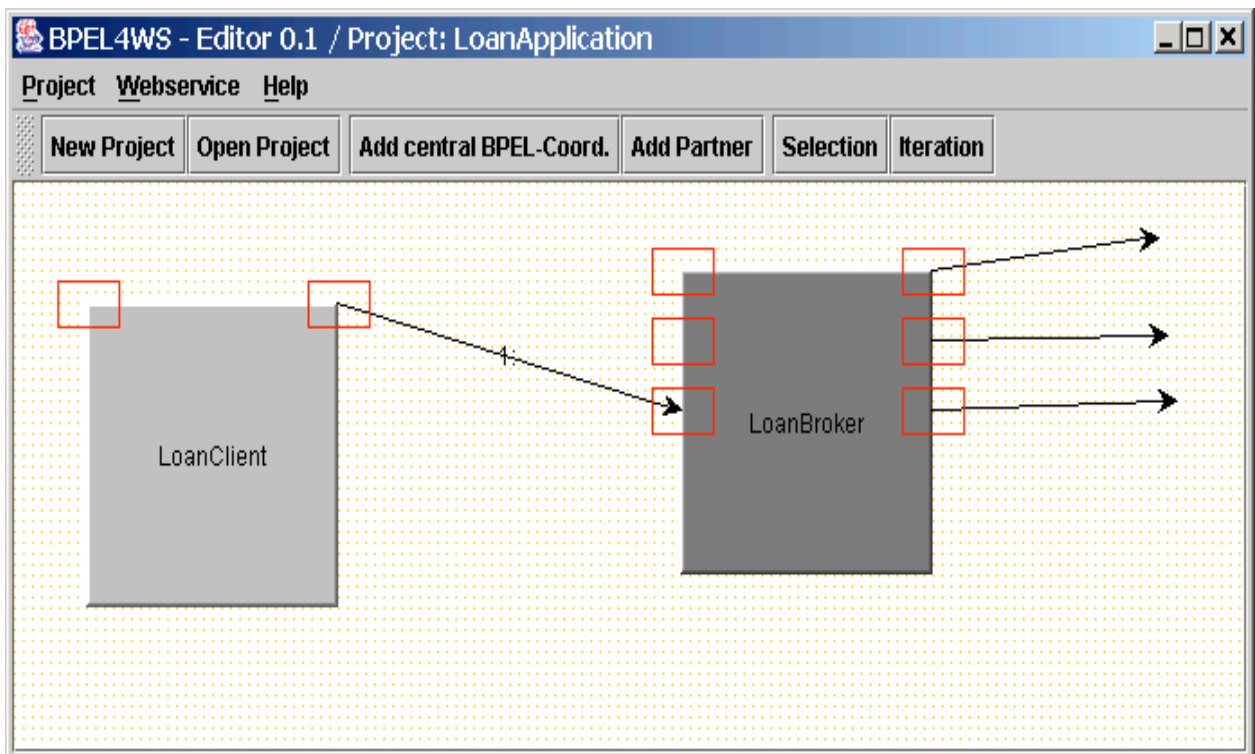 BPEL4WS - Editor 0.1 / Project: LoanApplication
Project Webservice Help
New Project Open Project Add central BPEL-Coord. Add Partner Selection Iteration
LoanBroker
LoanClient